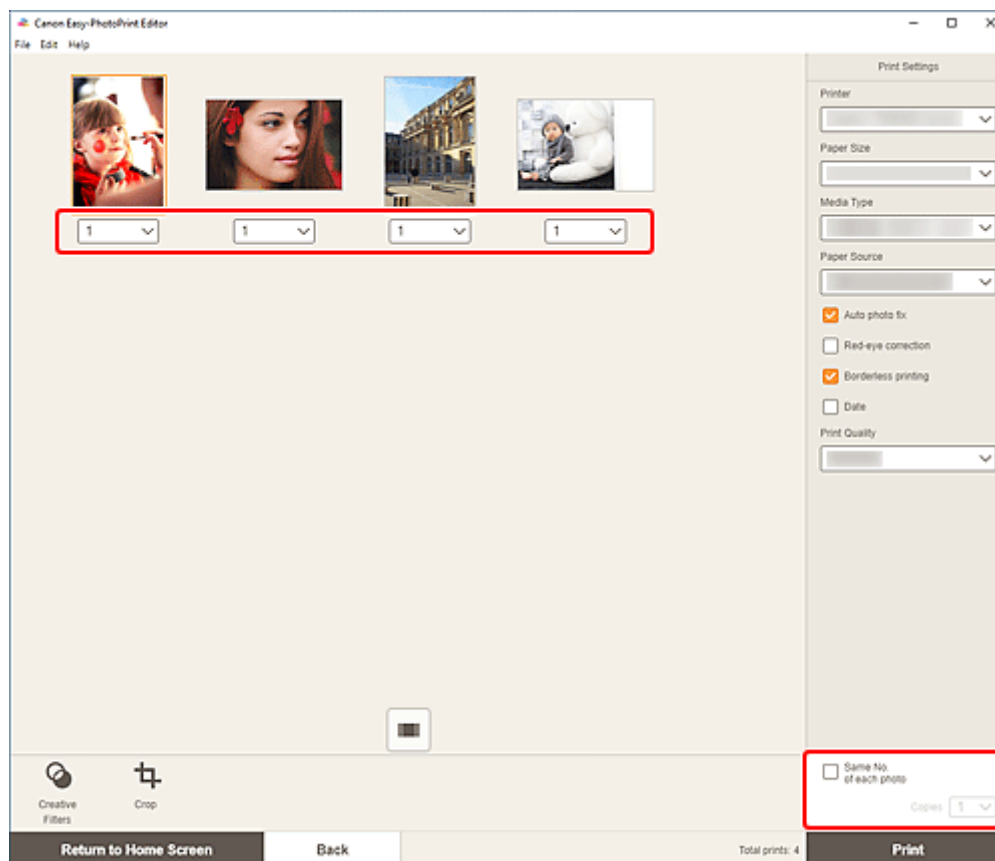 Canon Easy-PhotoPrint Editor
File Edit Help
Print Settings
Printer
Paper Size
Media Type
Paper Source
Auto photo fix
Red-eye correction
Borderless printing
Date
Print Quality
1 1 1 1
Same No.
of each photo
Copies 1
Creative
Filters
Crop
Return to Home Screen
Back
Total prints: 4
Print